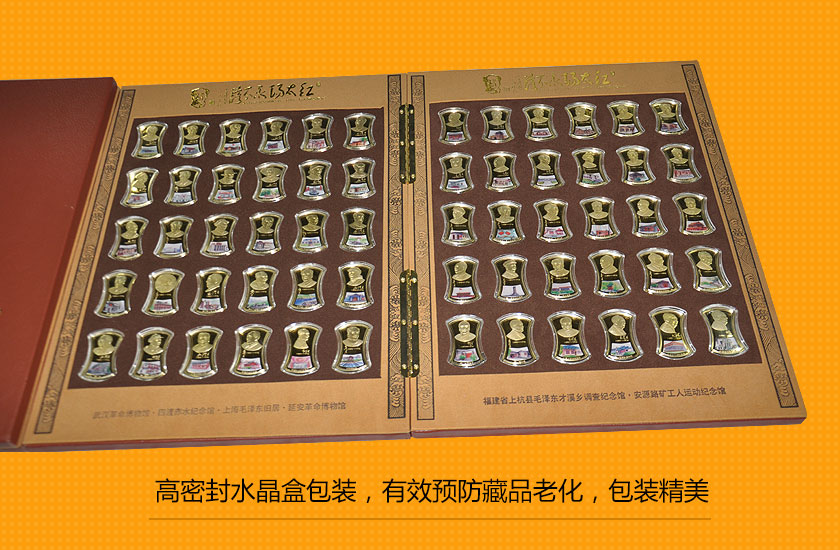 武汉革命博物馆·四渡赤水纪念馆·上海毛泽东旧居·延安革命博物馆
福建省上杭县毛泽东才溪乡调查纪念馆·安源路矿工人运动纪念馆
高密封水晶盒包装，有效预防藏品老化，包装精美